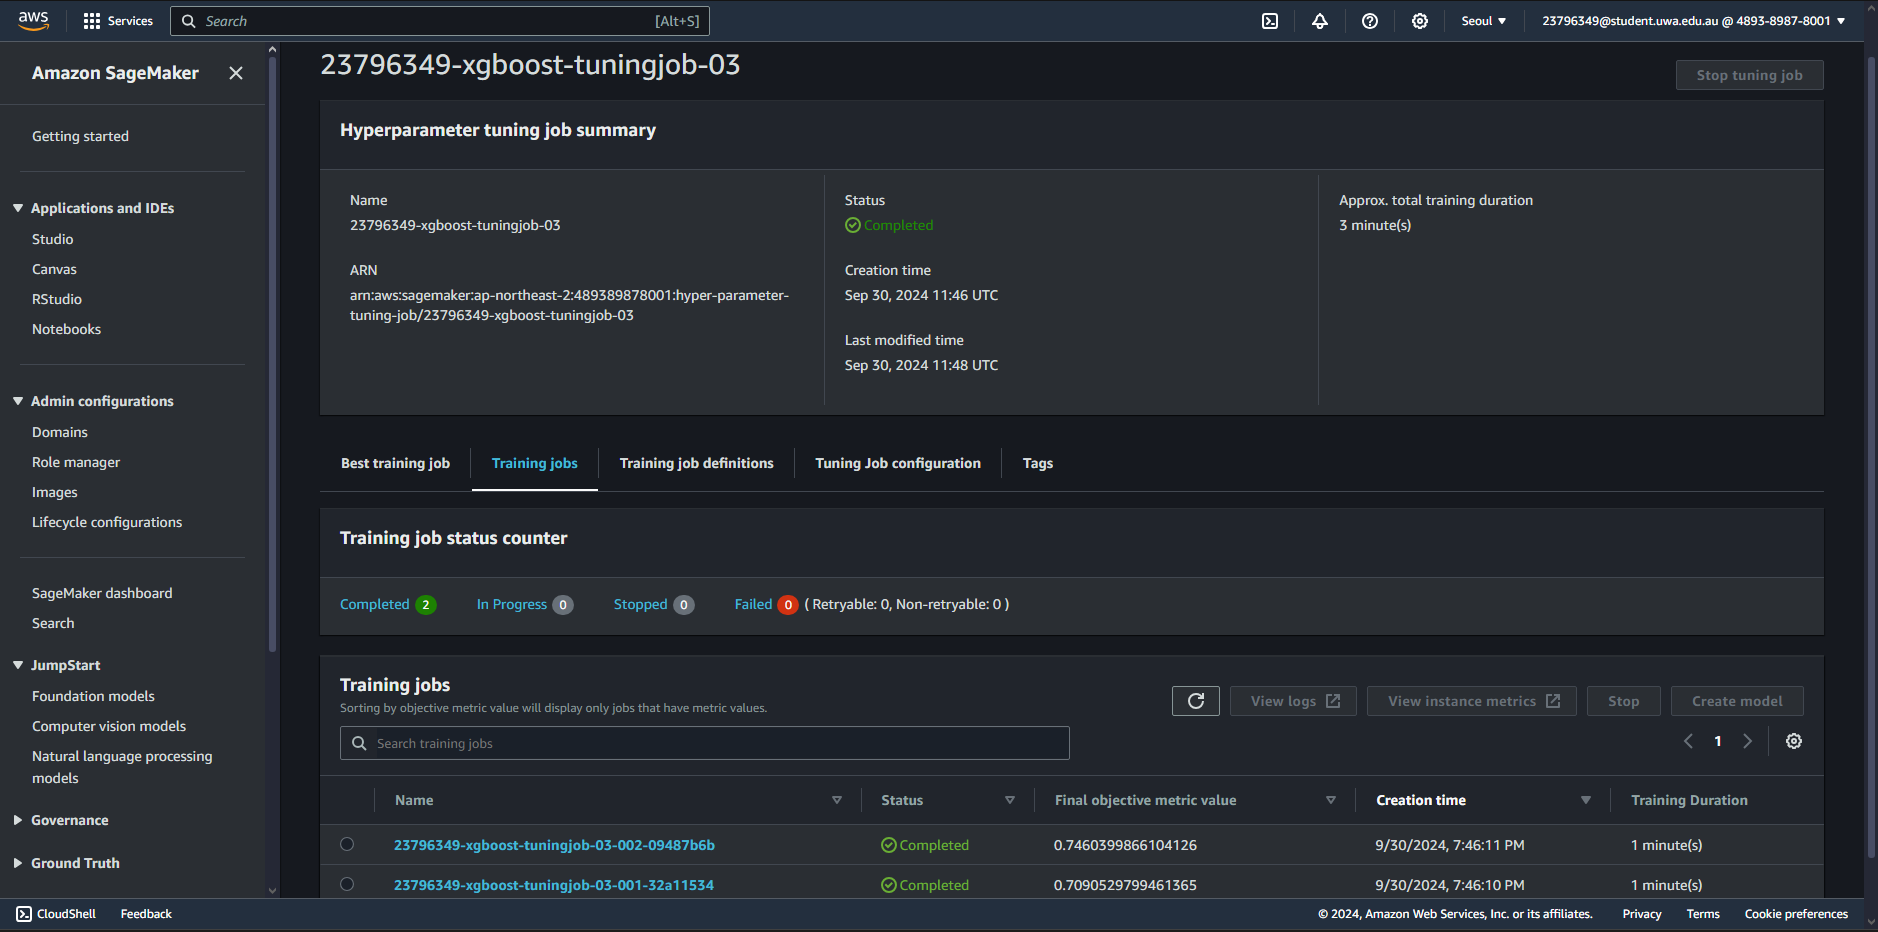 aws
Services
Search [Alt+S]
Seoul ▼
23796349@student.uwa.edu.au @ 4893-8987-8001 ▼
Amazon SageMaker
Getting started
Applications and IDEs
Studio
Canvas
RStudio
Notebooks
Admin configurations
Domains
Role manager
Images
Lifecycle configurations
SageMaker dashboard
Search
JumpStart
Foundation models
Computer vision models
Natural language processing
models
Governance
Ground Truth
23796349-xgboost-tuningjob-03
Stop tuning job
Hyperparameter tuning job summary
Name
23796349-xgboost-tuningjob-03
ARN
arn:aws:sagemaker:ap-northeast-2:489389878001:hyper-parameter-
tuning-job/23796349-xgboost-tuningjob-03
Status
Completed
Creation time
Sep 30, 2024 11:46 UTC
Last modified time
Sep 30, 2024 11:48 UTC
Approx. total training duration
3 minute(s)
Best training job
Training jobs
Training job definitions
Tuning Job configuration
Tags
Training job status counter
Completed 2 In Progress 0 Stopped 0 Failed 0 ( Retryable: 0, Non-retryable: 0 )
Training jobs
Sorting by objective metric value will display only jobs that have metric values.
View logs
View instance metrics
Stop
Create model
Search training jobs
1
Name Status Final objective metric value Creation time Training Duration
23796349-xgboost-tuningjob-03-002-09487b6b Completed 0.7460399866104126 9/30/2024, 7:46:11 PM 1 minute(s)
23796349-xgboost-tuningjob-03-001-32a11534 Completed 0.7090529799461365 9/30/2024, 7:46:10 PM 1 minute(s)
CloudShell
Feedback
© 2024, Amazon Web Services, Inc. or its affiliates.
Privacy
Terms
Cookie preferences